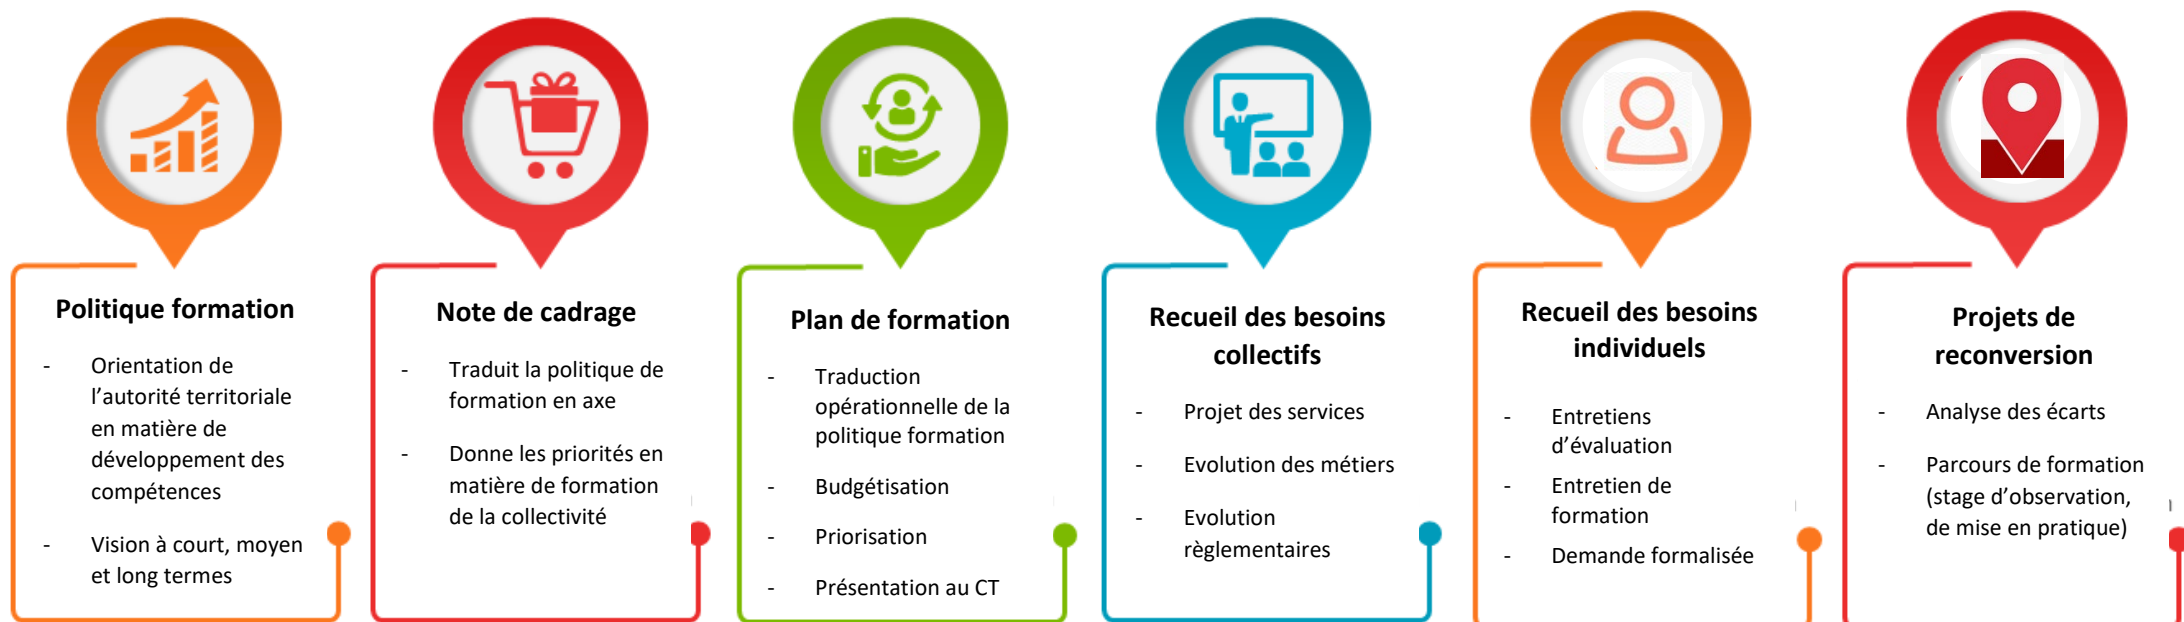 Politique formation
- Orientation de
l’autorité territoriale
en matière de
développement des
compétences
- Vision à court, moyen
et long termes
Note de cadrage
- Traduit la politique de
formation en axe
- Donne les priorités en
matière de formation
de la collectivité
Plan de formation
- Traduction
opérationnelle de la
politique formation
- Budgétisation
- Priorisation
- Présentation au CT
Recueil des besoins
collectifs
- Projet des services
- Evolution des métiers
- Evolution
règlementaires
Recueil des besoins
individuels
- Entretiens
d’évaluation
- Entretien de
formation
- Demande formalisée
Projets de
reconversion
- Analyse des écarts
- Parcours de formation
(stage d’observation,
de mise en pratique)